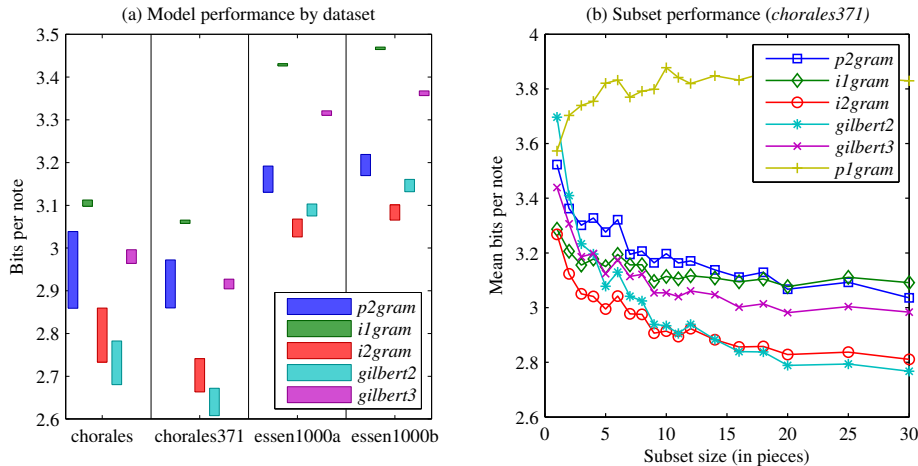 (a) Model performance by dataset
Bits per note
3.5
3.4
3.3
3.2
3.1
3
2.9
2.8
2.7
2.6
chorales chorales371 essen1000a essen1000b
p2gram
i1gram
i2gram
gilbert2
gilbert3
(b) Subset performance (chorales371)
Mean bits per note
4
3.8
3.6
3.4
3.2
3
2.8
2.6
0 5 10 15 20 25 30
Subset size (in pieces)
p2gram
i1gram
i2gram
gilbert2
gilbert3
p1gram